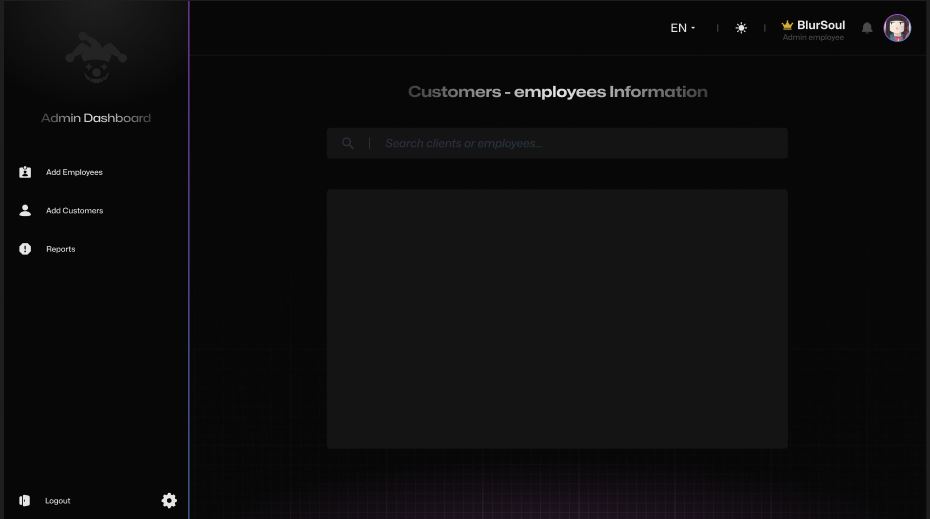 EN
BlurSoul
Admin employee
Admin Dashboard
Customers - employees Information
Search clients or employees...
Add Employees
Add Customers
Reports
Logout